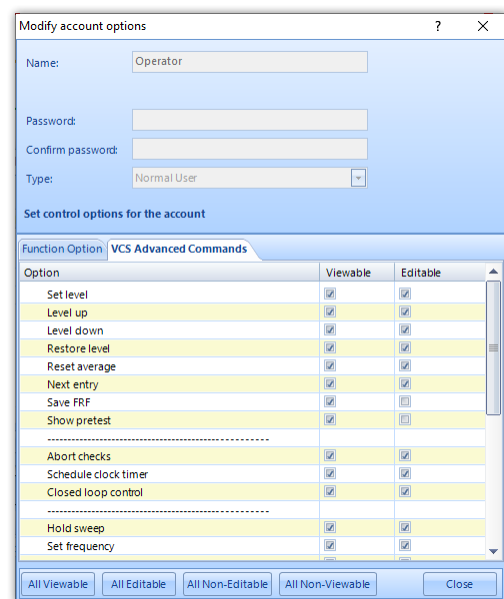 Modify account options ?
Name: Operator
Password:
Confirm password:
Type: Normal User
Set control options for the account
Function Option VCS Advanced Commands
Option Viewable Editable
Set level
Level up
Level down
Restore level
Reset average
Next entry
Save FRF
Show pretest
--------------------------------------------------------
Abort checks
Schedule clock timer
Closed loop control
--------------------------------------------------------
Hold sweep
Set frequency
All Viewable All Editable All Non-Editable All Non-Viewable Close